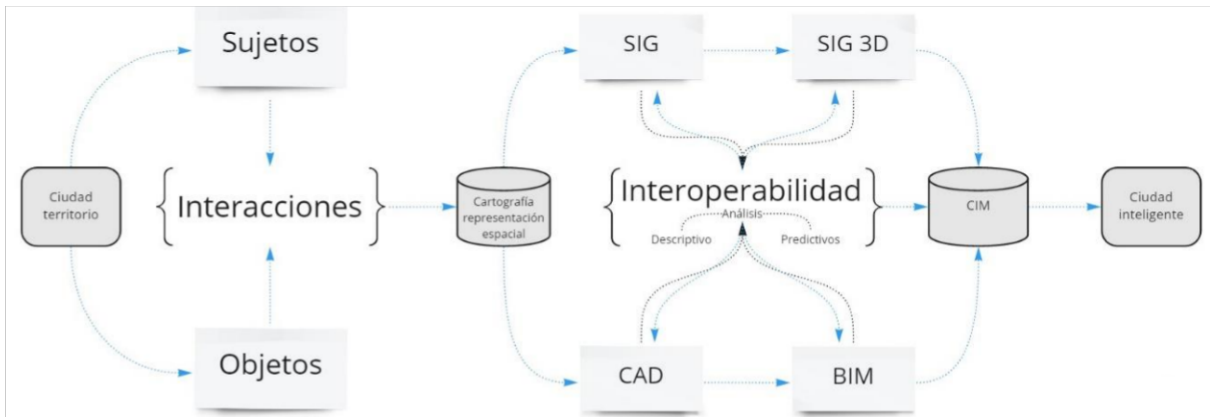 Sujetos
Ciudad
territorio
Interacciones
Objetos
Cartografía
representación
espacial
SIG
SIG 3D
Interoperabilidad
Análisis
Descriptivo
Predictivos
CAD
BIM
CIM
Ciudad
inteligente